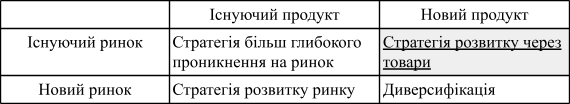 Існуючий продукт Новий продукт
Існуючий ринок Стратегія більш глибокого проникнення на ринок Стратегія розвитку через товари
Новий ринок Стратегія розвитку ринку Диверсифікація